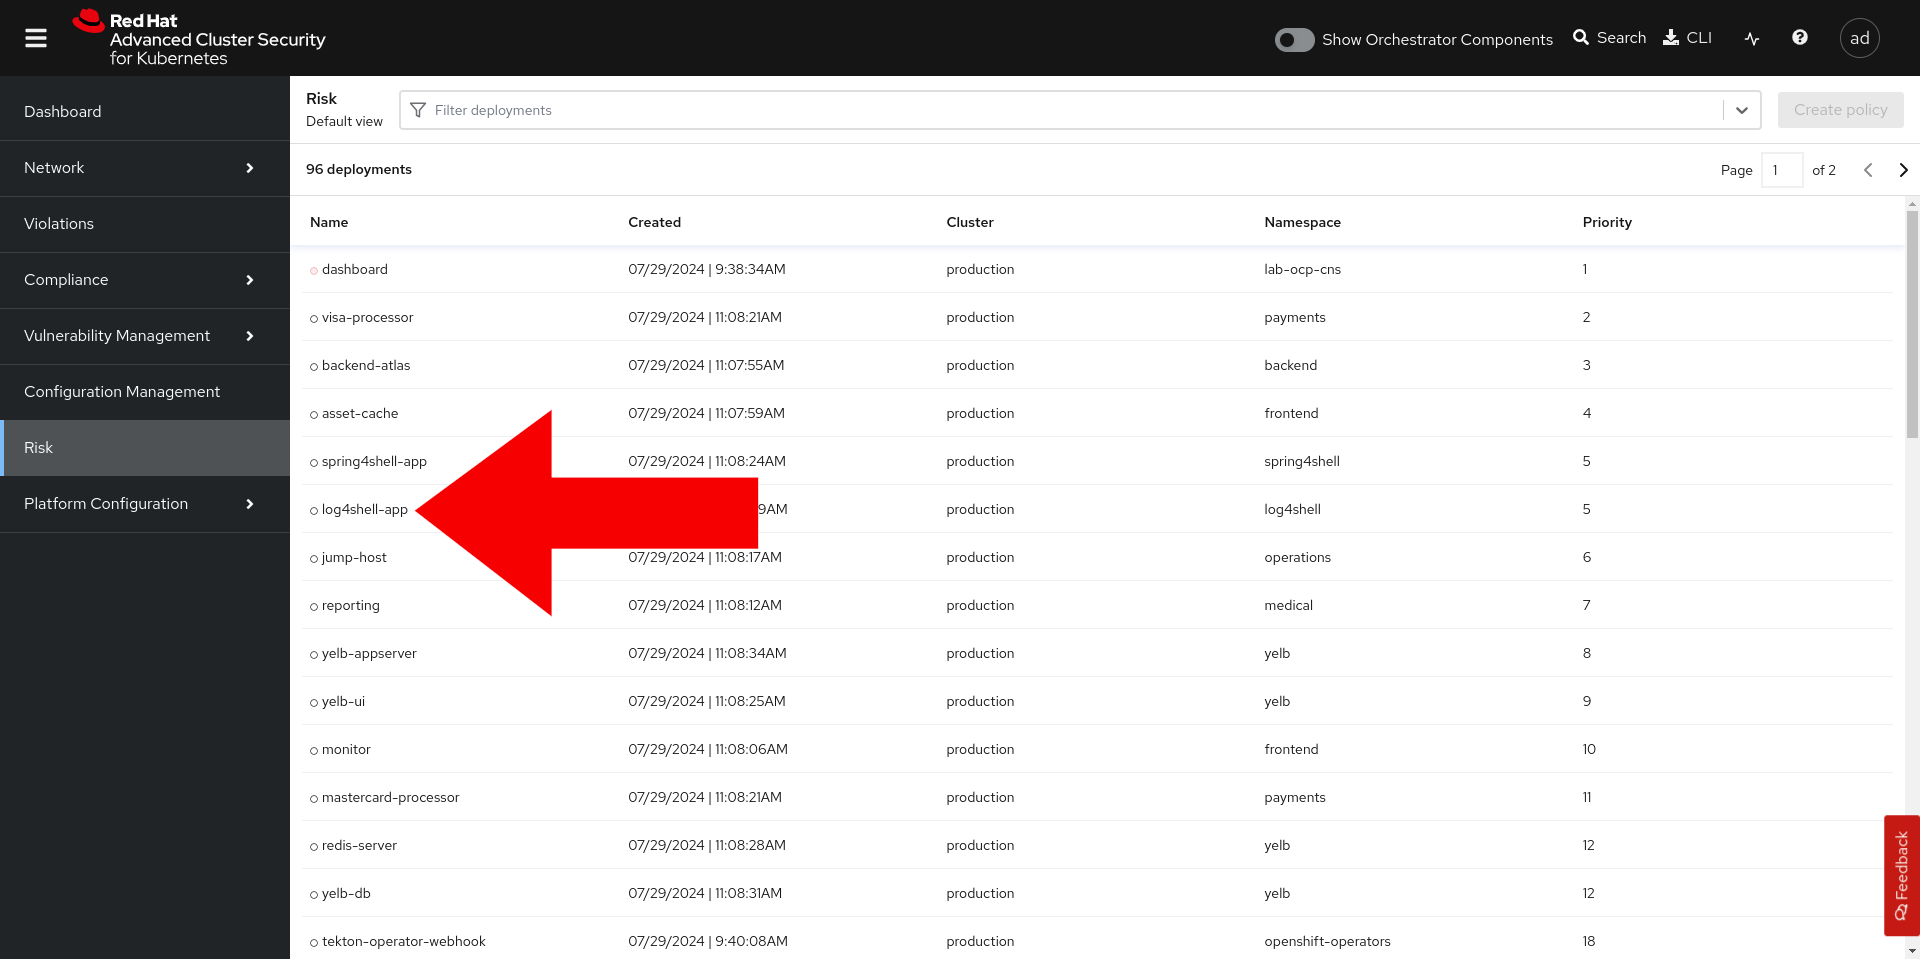 Red Hat
Advanced Cluster Security
for Kubernetes
Show Orchestrator Components
Search
CLI
ad
Dashboard
Network
Violations
Compliance
Vulnerability Management
Configuration Management
Risk
Platform Configuration
Risk
Default view
Filter deployments
Create policy
96 deployments
Page 1 of 2
Name Created Cluster Namespace Priority
dashboard 07/29/2024 | 9:38:34AM production lab-ocp-cns 1
visa-processor 07/29/2024 | 11:08:21AM production payments 2
backend-atlas 07/29/2024 | 11:07:55AM production backend 3
asset-cache 07/29/2024 | 11:07:59AM production frontend 4
spring4shell-app 07/29/2024 | 11:08:24AM production spring4shell 5
log4shell-app 9AM production log4shell 5
jump-host 07/29/2024 | 11:08:17AM production operations 6
reporting 07/29/2024 | 11:08:12AM production medical 7
yelb-appserver 07/29/2024 | 11:08:34AM production yelb 8
yelb-ui 07/29/2024 | 11:08:25AM production yelb 9
monitor 07/29/2024 | 11:08:06AM production frontend 10
mastercard-processor 07/29/2024 | 11:08:21AM production payments 11
redis-server 07/29/2024 | 11:08:28AM production yelb 12
yelb-db 07/29/2024 | 11:08:31AM production yelb 12
tekton-operator-webhook 07/29/2024 | 9:40:08AM production openshift-operators 18
Feedback